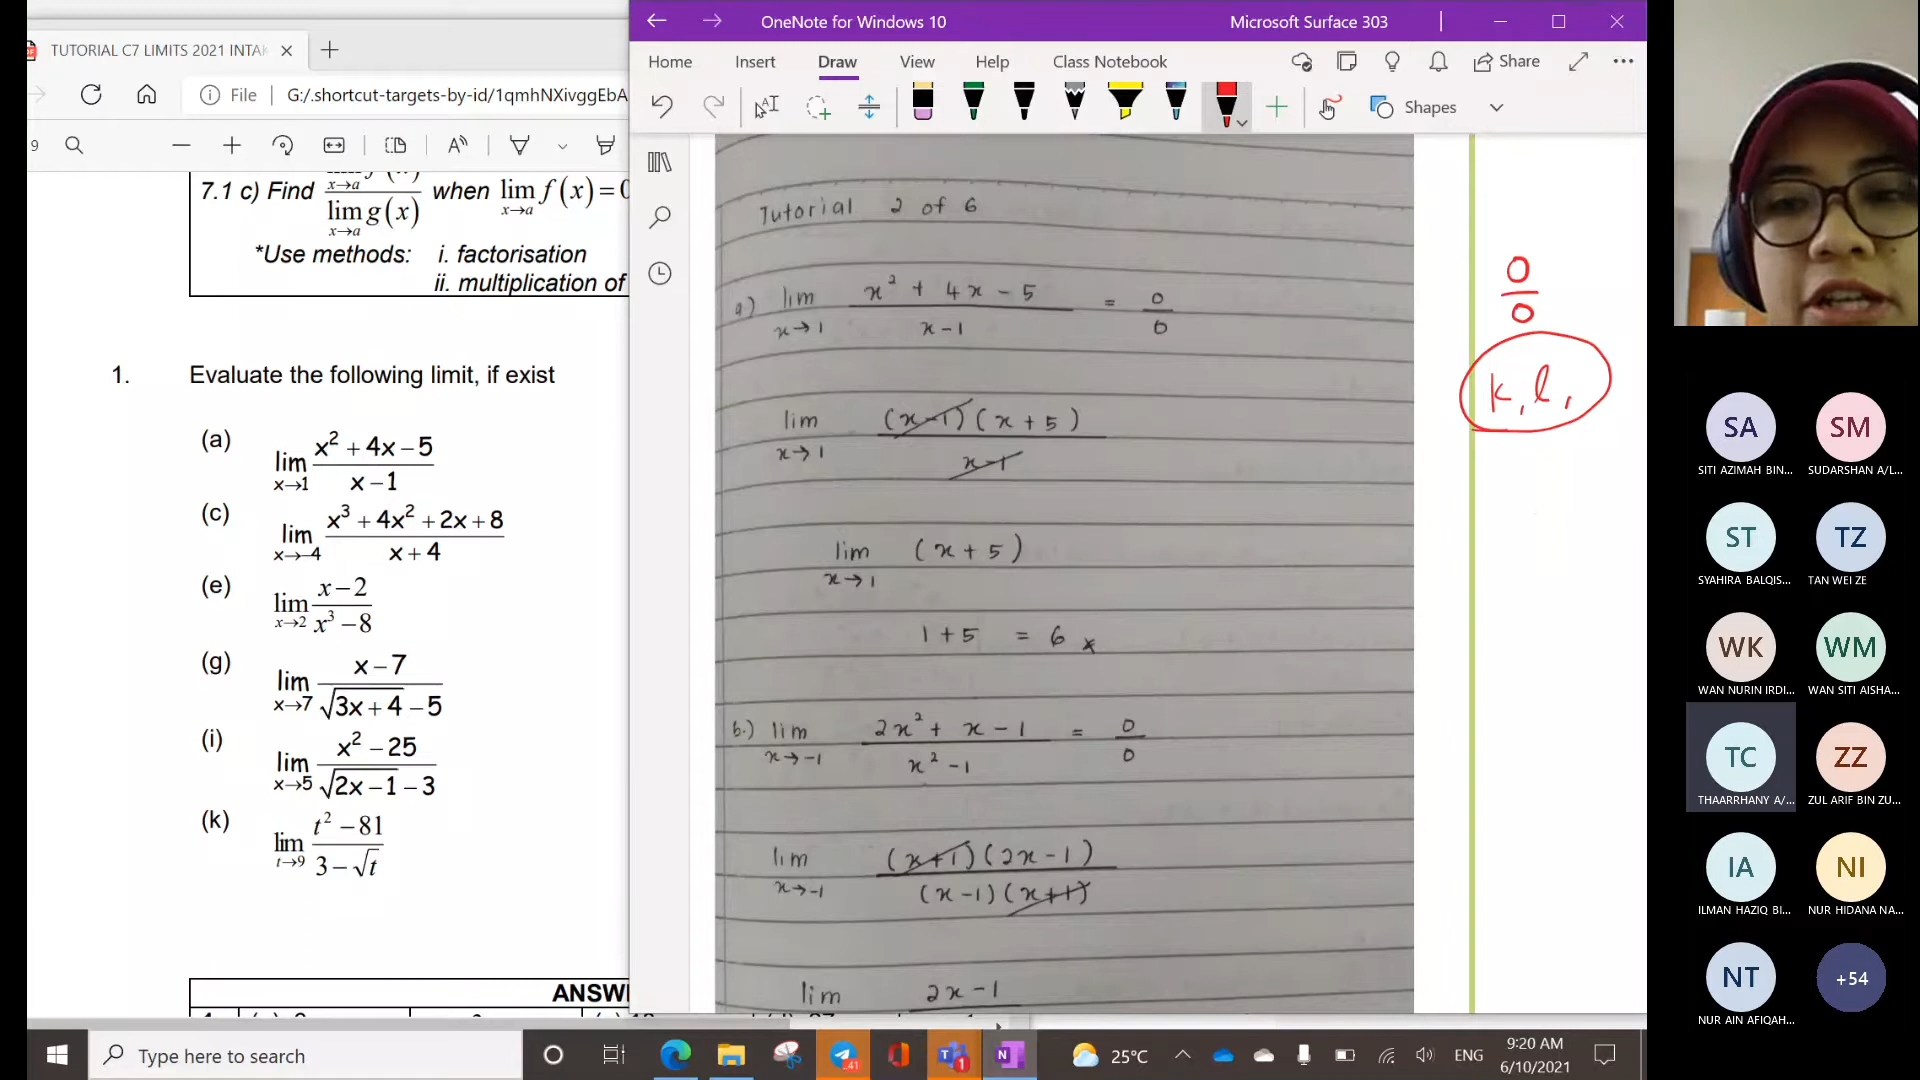 TUTORIAL C7 LIMITS 2021 INTAK
File G:/.shortcut-targets-by-id/1qmhNXivggEbA
9
7.1 c) Find lim g(x) x→a when lim f(x) = 0 x→a
*Use methods: i. factorisation
ii. multiplication of
1. Evaluate the following limit, if exist
(a) lim x→1 (x² + 4x – 5)/(x – 1)
(c) lim x→–4 (x³ + 4x² + 2x + 8)/(x + 4)
(e) lim x→2 (x – 2)/(x³ – 8)
(g) lim x→7 (x – 7)/(√3x + 4 – 5)
(i) lim x→5 (x² – 25)/(√2x – 1 – 3)
(k) lim t→9 (t² – 81)/(3 – √t)
ANSW
OneNote for Windows 10 Microsoft Surface 303
Home Insert Draw View Help Class Notebook Share
Shapes
Tutorial 2 of 6
a) lim x→1 (x² + 4x – 5)/(x – 1) = 0/0
lim x→1 (x–1)(x + 5)/(x–1)
lim x→1 (x + 5)
1 + 5 = 6
b.) lim x→–1 (2x² + x – 1)/(x² – 1) = 0/0
lim x→–1 (x+1)(2x – 1)/(x – 1)(x+1)
lim 2x – 1
0/0
k, l,
SA SM
SITI AZIMAH BIN... SUDARSHAN A/L...
ST TZ
SYAHIRA BALQIS... TAN WEI ZE
WK WM
WAN NURIN IRDI... WAN SITI AISHA...
TC ZZ
THAARRHANY A/... ZUL ARIF BIN ZU...
IA NI
ILMAN HAZIQ BI... NUR HIDANA NA...
NT +54
NUR AIN AFIQAH...
Type here to search
41
1
25°C
ENG
9:20 AM
6/10/2021